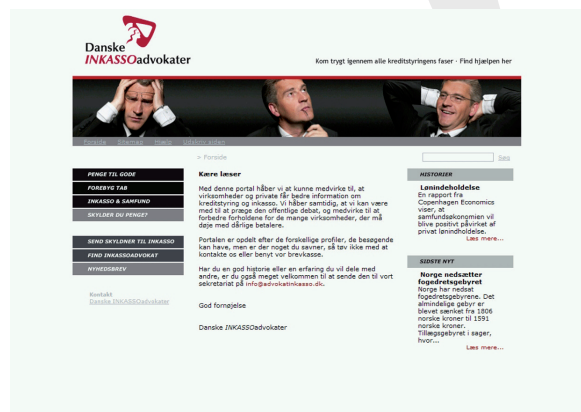 Danske
INKASSOadvokater
Kom trygt igennem alle kreditstyringens faser - Find hjælpen her
Forside Sitemap Hjælp Udskriv siden
» Forside
Søg
PENGE TIL GODE
FOREBYG TAB
INKASSO & SAMFUND
SKYLDER DU PENGE?
SEND SKYLDNER TIL INKASSO
FIND INKASSOADVOKAT
NYHEDSBREV
Kontakt
Danske INKASSOadvokater
Kære læser
Med denne portal håber vi at kunne medvirke til, at
virksomheder og private får bedre information om
kreditstyring og inkasso. Vi håber samtidig, at vi kan være
med til at præge den offentlige debat, og medvirke til at
forbedre forholdene for de mange virksomheder, der må
døje med dårlige betalere.
Portalen er opdelt efter de forskellige profiler, de besøgende
kan have, men er der noget du savner, så tøv ikke med at
kontakte os eller benyt vor brevkasse.
Her du en god historie eller en erfaring du vil dele med
andre, er du også meget velkommen til at sende den til vort
sekretariat på info@advokatinkasso.dk.
God fornøjelse
Danske INKASSOadvokater
HISTORIER
Lønindeholdelse
En rapport fra
Copenhagen Economics
viser, at
samfundsøkonomien vil
blive positivt påvirket af
privat lønindholdelse.
Læs mere...
SIDSTE NYT
Norge nedsætter
fogedretsgebyret
Norge har nedsat
fogedretsgebyrene. Det
almindelige gebyr er
blevet sænket fra 1806
norske kroner til 1591
norske kroner.
Tillægsgebyret i sager,
hvor...
Læs mere...